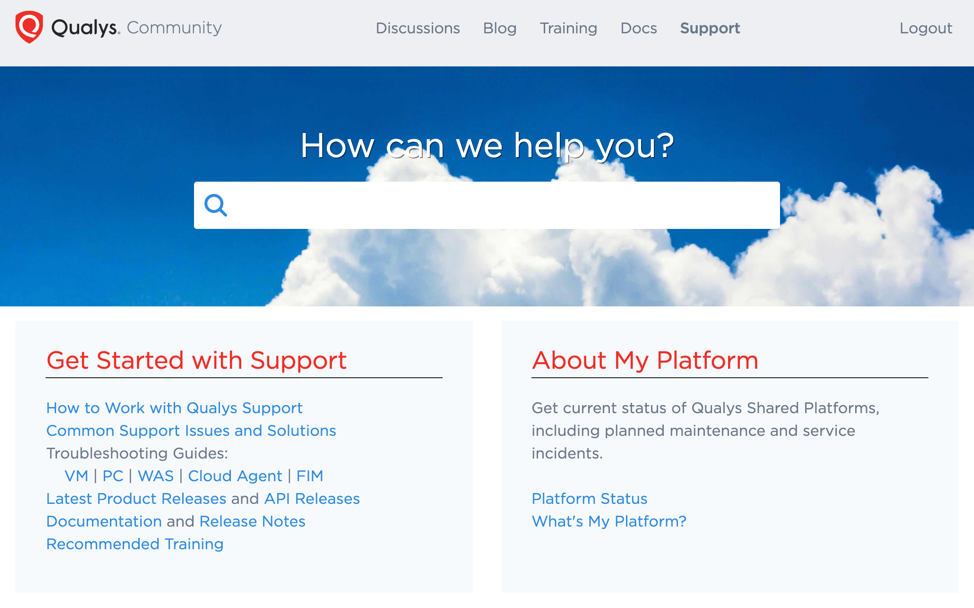 Qualys. Community
Discussions Blog Training Docs Support Logout
How can we help you?
Get Started with Support
How to Work with Qualys Support
Common Support Issues and Solutions
Troubleshooting Guides:
VM | PC | WAS | Cloud Agent | FIM
Latest Product Releases and API Releases
Documentation and Release Notes
Recommended Training
About My Platform
Get current status of Qualys Shared Platforms,
including planned maintenance and service
incidents.
Platform Status
What's My Platform?